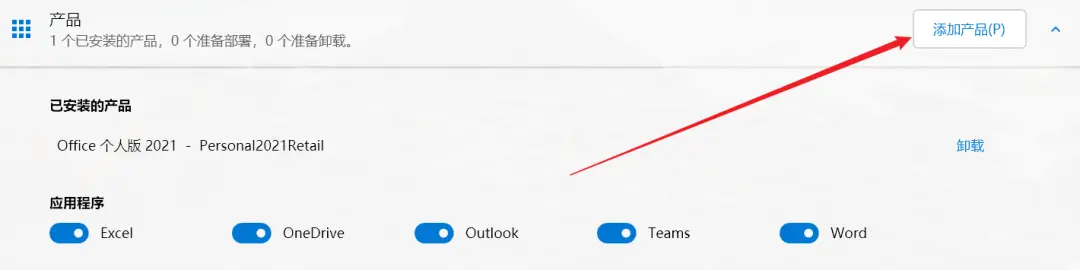 产品
1 个已安装的产品，0 个准备部署，0 个准备卸载。
添加产品(P)
已安装的产品
Office 个人版 2021 - Personal2021Retail
卸载
应用程序
Excel OneDrive Outlook Teams Word